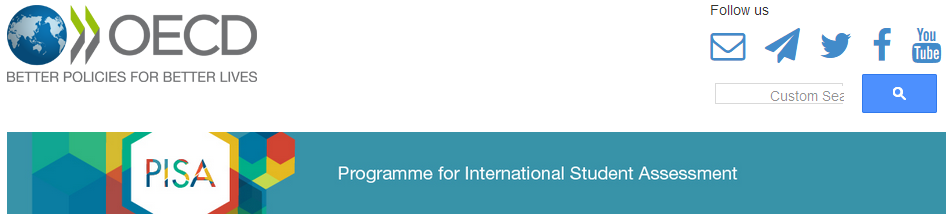 OECD
BETTER POLICIES FOR BETTER LIVES
Follow us
You
Tube
Custom Sea
PISA
Programme for International Student Assessment